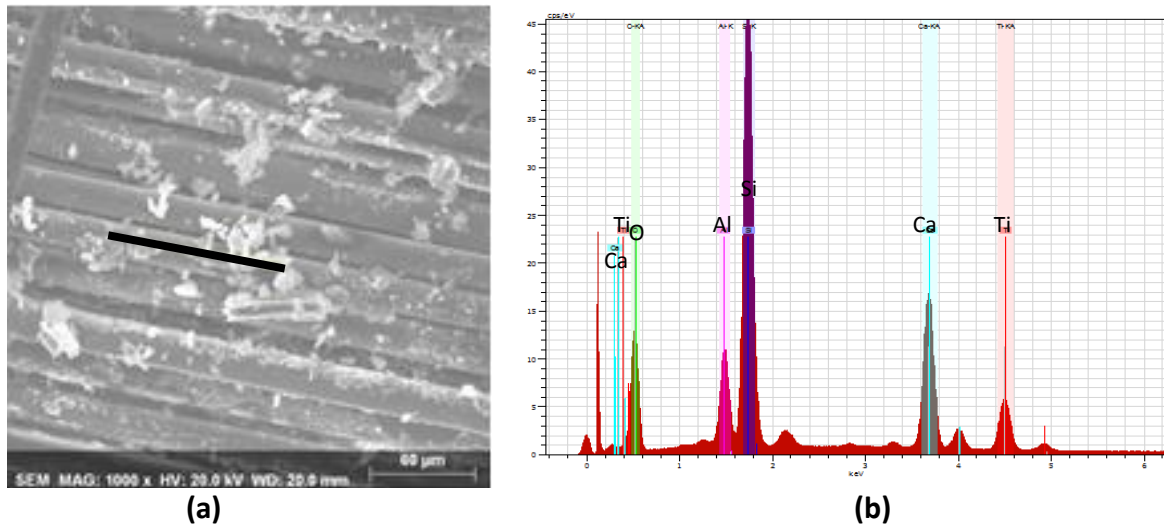 60 µm
SEM MAG: 1000 x HV: 20.0 kV WD: 20.0 mm
(a)
cps/eV
O-KA Al-K Si-K Ca-KA Ti-KA
45
40
35
30
25
20
15
10
5
0
Ti O Ca Al Si Ca Ti
0 1 2 3 4 5 6
keV
(b)